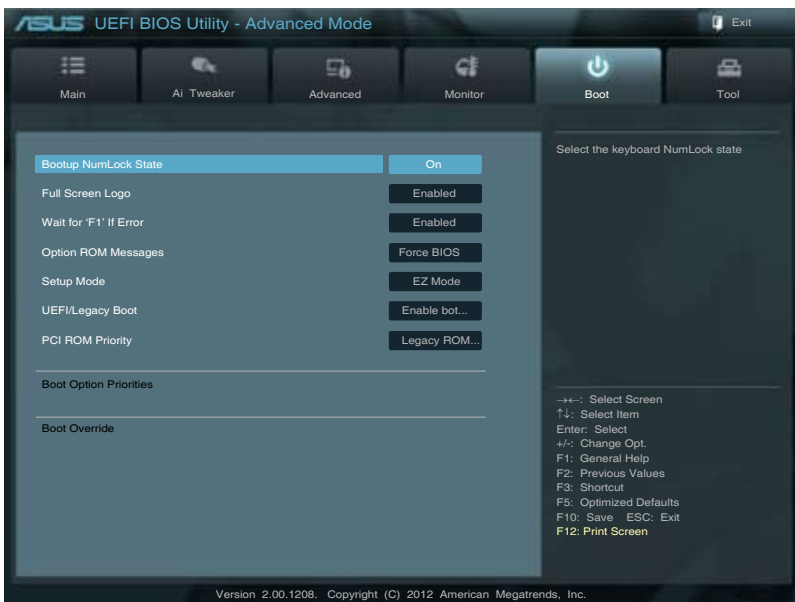 ASUS UEFI BIOS Utility - Advanced Mode
Exit
Main
Ai Tweaker
Advanced
Monitor
Boot
Tool
Bootup NumLock State On
Full Screen Logo Enabled
Wait for ‘F1’ If Error Enabled
Option ROM Messages Force BIOS
Setup Mode EZ Mode
UEFI/Legacy Boot Enable bot...
PCI ROM Priority Legacy ROM...
Boot Option Priorities
Boot Override
Select the keyboard NumLock state
→←: Select Screen
↑↓: Select Item
Enter: Select
+/-: Change Opt.
F1: General Help
F2: Previous Values
F3: Shortcut
F5: Optimized Defaults
F10: Save ESC: Exit
F12: Print Screen
Version 2.00.1208. Copyright (C) 2012 American Megatrends, Inc.